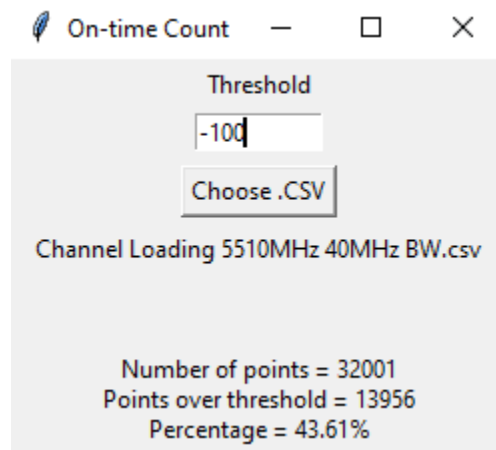 On-time Count
Threshold
-100
Choose .CSV
Channel Loading 5510MHz 40MHz BW.csv
Number of points = 32001
Points over threshold = 13956
Percentage = 43.61%